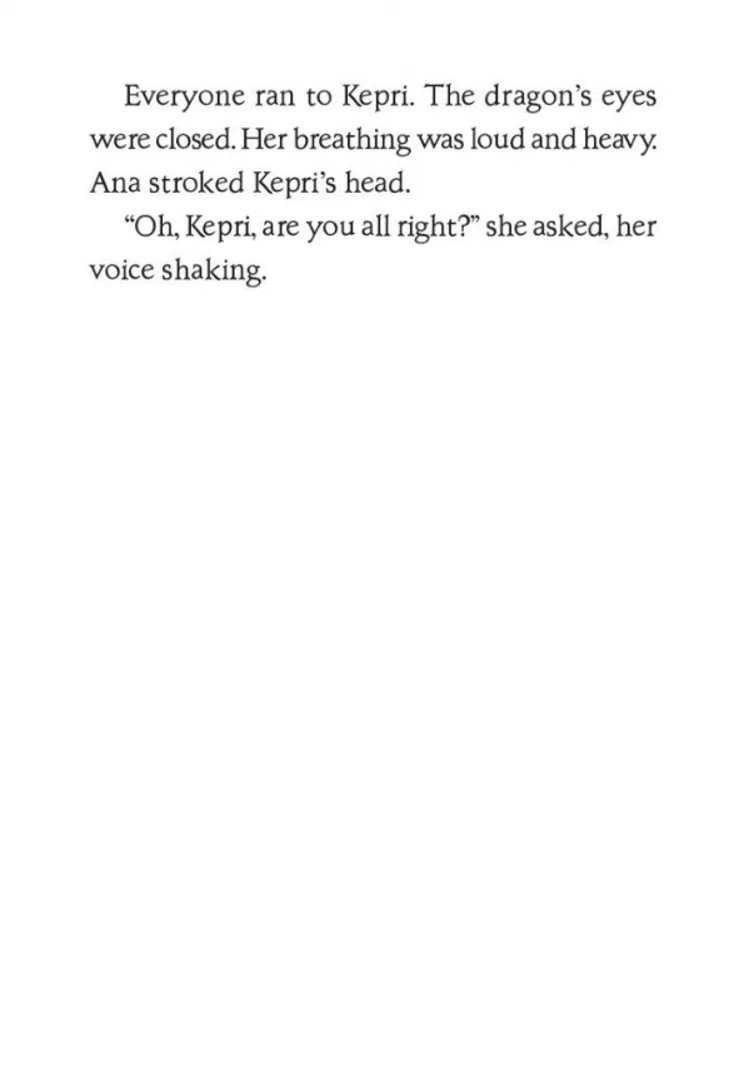 Everyone ran to Kepri. The dragon’s eyes
were closed. Her breathing was loud and heavy.
Ana stroked Kepri’s head.
“Oh, Kepri, are you all right?” she asked, her
voice shaking.